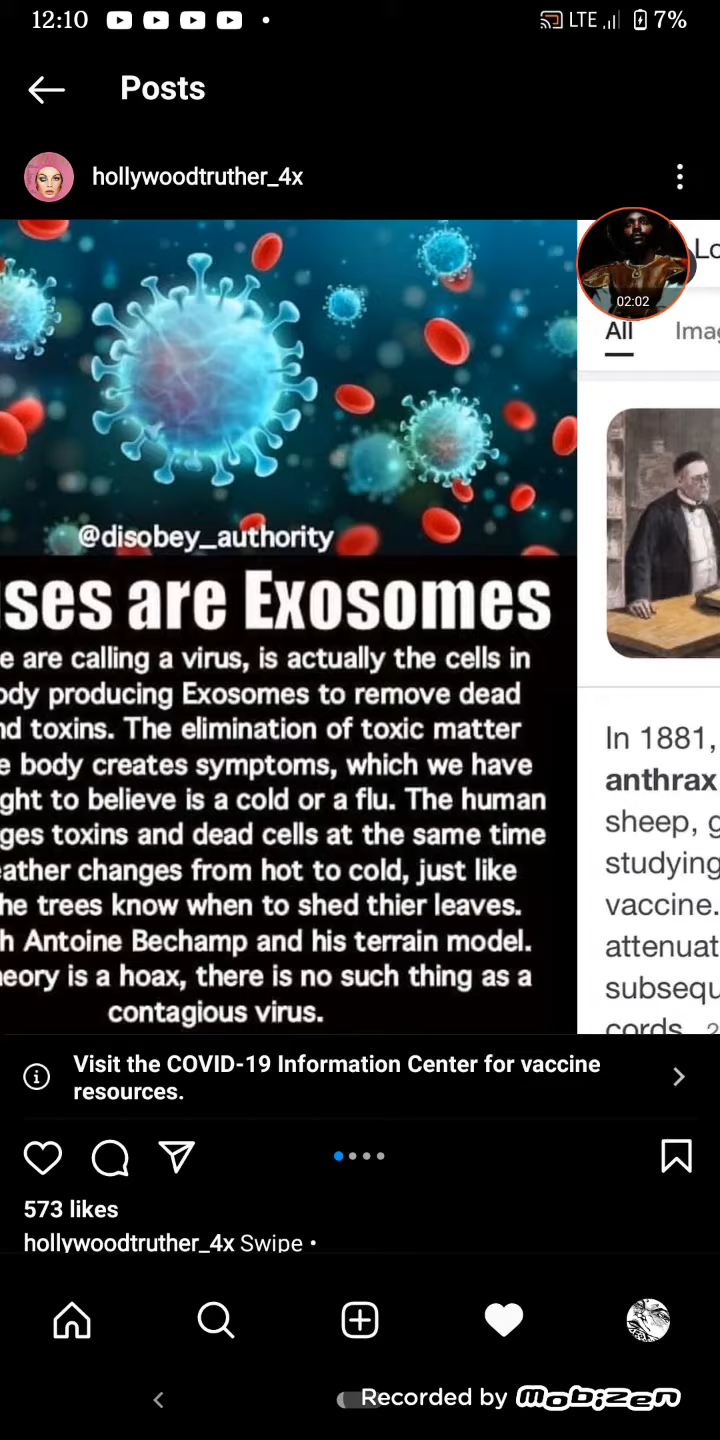 12:10
LTE
7%
Posts
hollywoodtruther_4x
02:02
All
@disobey_authority
ses are Exosomes
e are calling a virus, is actually the cells in
ody producing Exosomes to remove dead
nd toxins. The elimination of toxic matter
e body creates symptoms, which we have
ght to believe is a cold or a flu. The human
ges toxins and dead cells at the same time
eather changes from hot to cold, just like
he trees know when to shed thier leaves.
h Antoine Bechamp and his terrain model.
eory is a hoax, there is no such thing as a
contagious virus.
In 1881,
anthrax
sheep, g
studying
vaccine.
attenuat
subsequ
cords
Visit the COVID-19 Information Center for vaccine
resources.
573 likes
hollywoodtruther_4x Swipe •
Recorded by Mobizen